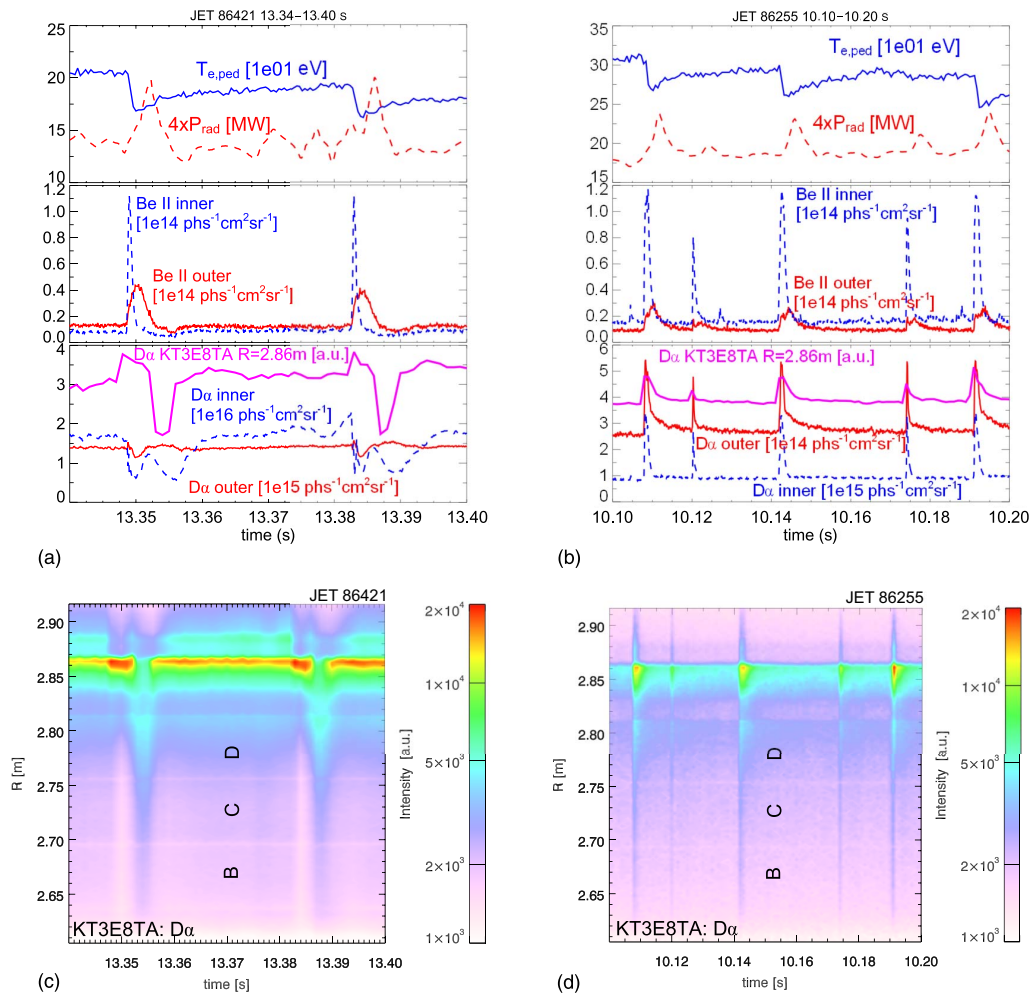 JET 86421 13.34−13.40 s
25
20
15
10
Te,ped [1e01 eV]
4xPrad [MW]
1.2
1.0
0.8
0.6
0.4
0.2
0.0
Be II inner
[1e14 phs-1cm2sr-1]
Be II outer
[1e14 phs-1cm2sr-1]
4
3
2
1
0
Dα KT3E8TA R=2.86m [a.u.]
Dα inner
[1e16 phs-1cm2sr-1]
Dα outer [1e15 phs-1cm2sr-1]
13.35 13.36 13.37 13.38 13.39 13.40
time (s)
(a)
JET 86255 10.10−10.20 s
35
30
25
20
15
Te,ped [1e01 eV]
4xPrad [MW]
1.2
1.0
0.8
0.6
0.4
0.2
0.0
Be II inner
[1e14 phs-1cm2sr-1]
Be II outer
[1e14 phs-1cm2sr-1]
6
5
4
3
2
1
0
Dα KT3E8TA R=2.86m [a.u.]
Dα outer [1e14 phs-1cm2sr-1]
Dα inner [1e15 phs-1cm2sr-1]
10.10 10.12 10.14 10.16 10.18 10.20
time (s)
(b)
JET 86421
2.90
2.85
2.80
2.75
2.70
2.65
R [m]
D
C
B
KT3E8TA: Dα
13.35 13.36 13.37 13.38 13.39 13.40
time [s]
2×10⁴
1×10⁴
5×10³
2×10³
1×10³
Intensity [a.u.]
(c)
JET 86255
2.90
2.85
2.80
2.75
2.70
2.65
R [m]
D
C
B
KT3E8TA: Dα
10.12 10.14 10.16 10.18 10.20
time [s]
2×10⁴
1×10⁴
5×10³
2×10³
1×10³
Intensity [a.u.]
(d)